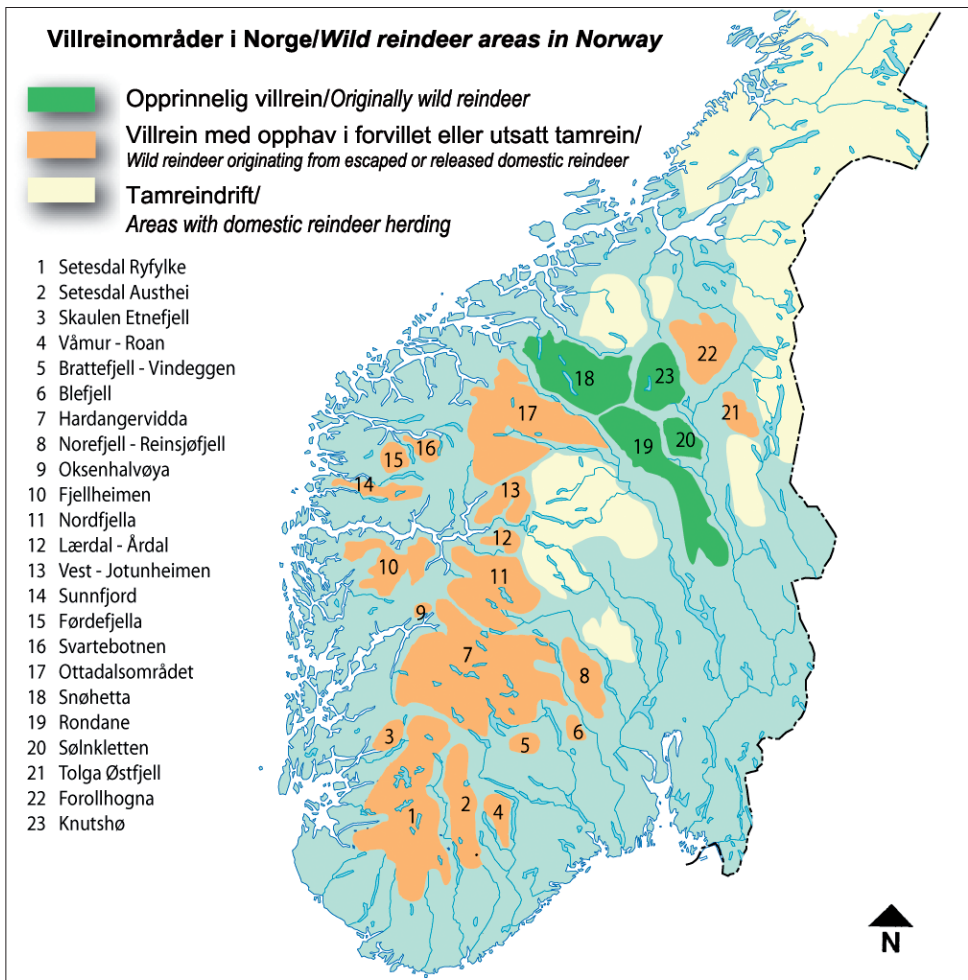 Villreinområder i Norge/Wild reindeer areas in Norway
Opprinnelig villrein/Originally wild reindeer
Villrein med opphav i forvillet eller utsatt tamrein/
Wild reindeer originating from escaped or released domestic reindeer
Tamreindrift/
Areas with domestic reindeer herding
1 Setesdal Ryfylke
2 Setesdal Austhei
3 Skaulen Etnefjell
4 Våmur - Roan
5 Brattefjell - Vindeggen
6 Blefjell
7 Hardangervidda
8 Norefjell - Reinsjøfjell
9 Oksenhalvøya
10 Fjellheimen
11 Nordfjella
12 Lærdal - Årdal
13 Vest - Jotunheimen
14 Sunnfjord
15 Førdefjella
16 Svartebotnen
17 Ottadalsområdet
18 Snøhetta
19 Rondane
20 Sølnkletten
21 Tolga Østfjell
22 Forollhogna
23 Knutshø
22
23
18
17
21
20
19
16
15
14
13
12
10
11
9
7
8
6
5
3
2
4
1
N